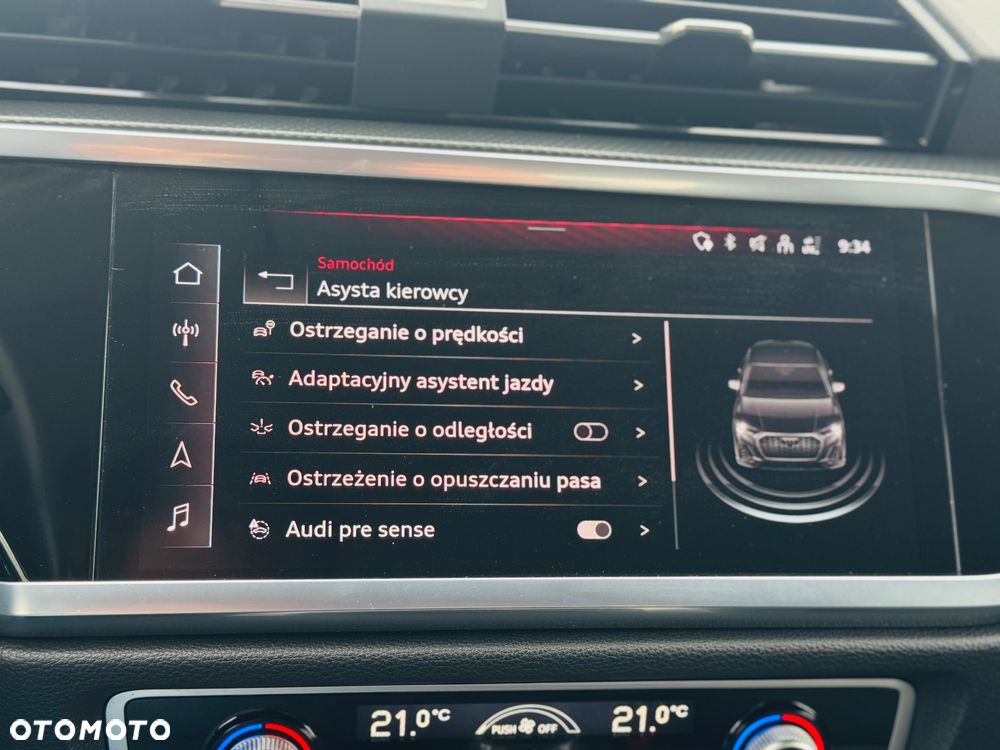 9:34
Samochód
Asysta kierowcy
Ostrzeganie o prędkości
Adaptacyjny asystent jazdy
Ostrzeganie o odległości
Ostrzeżenie o opuszczaniu pasa
Audi pre sense
21.0°C PUSH OFF 21.0°C
OTOMOTO